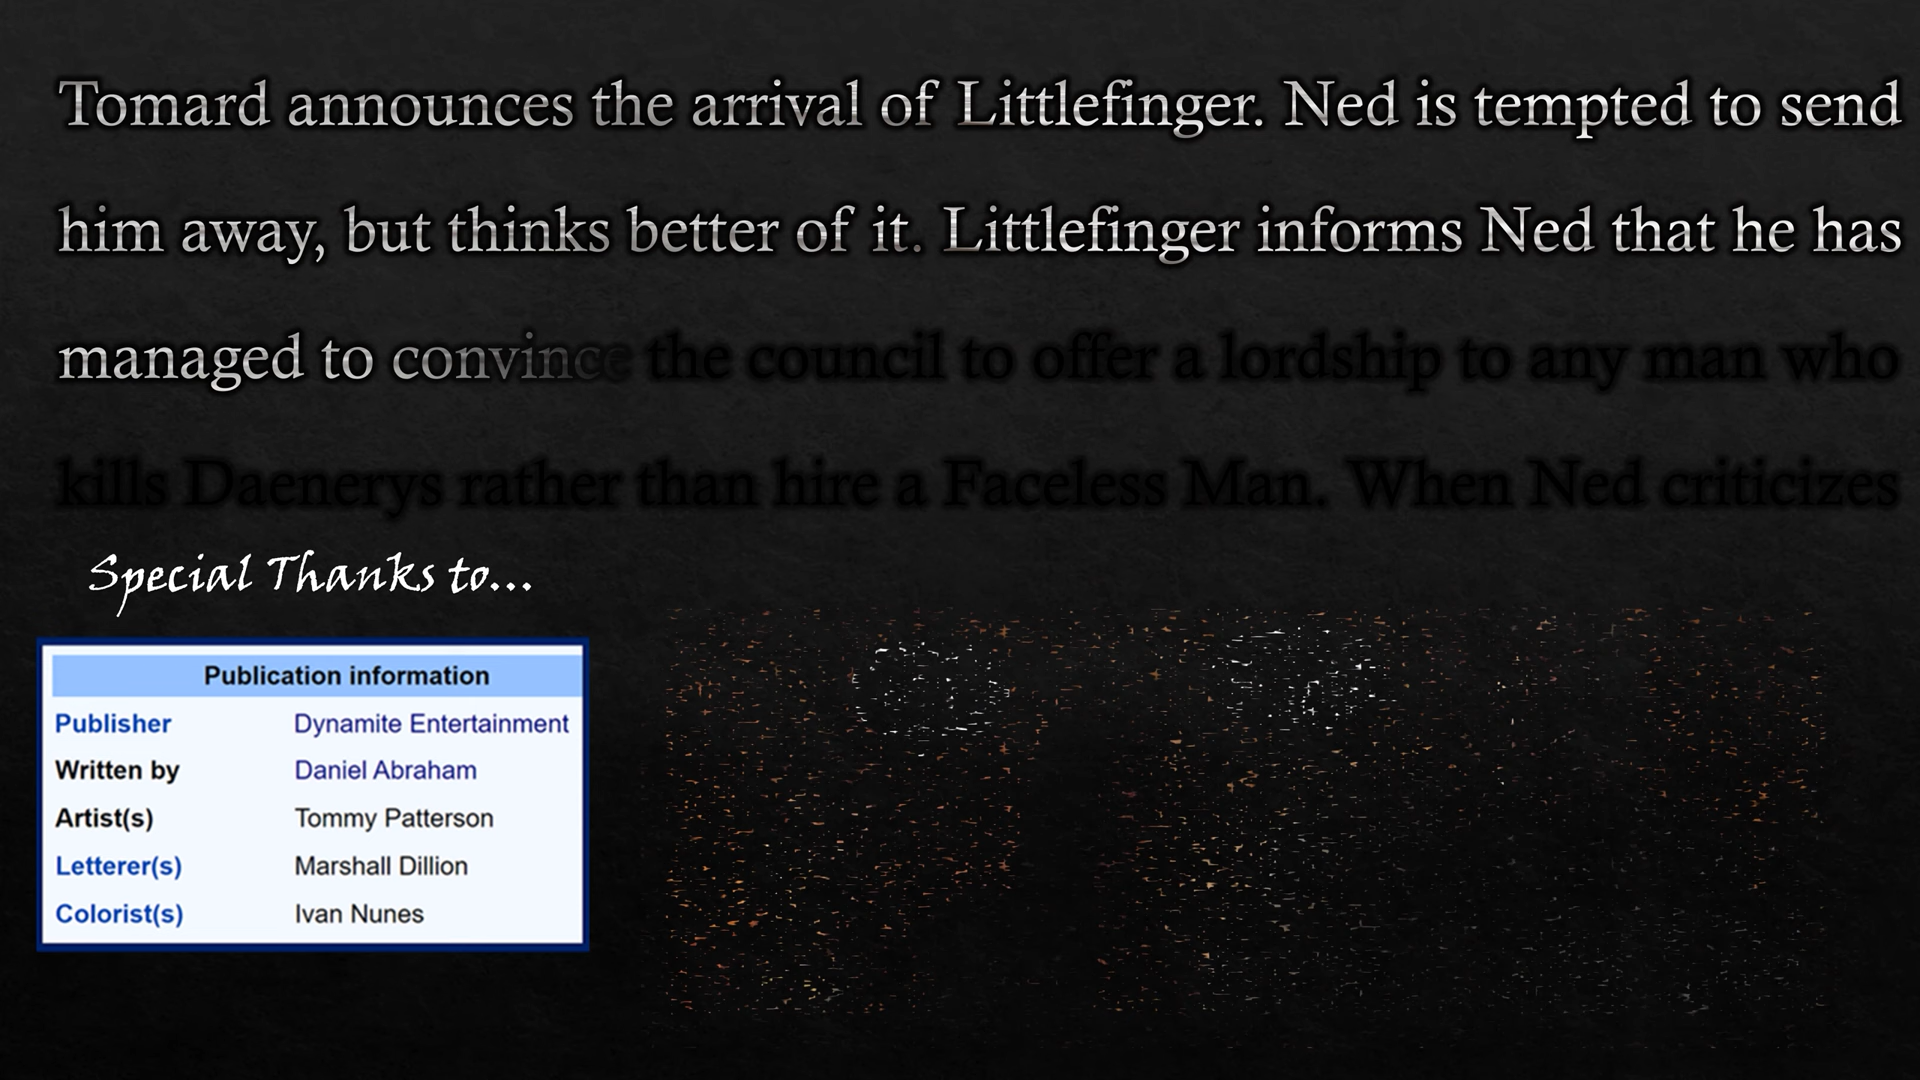 Tomard announces the arrival of Littlefinger. Ned is tempted to send
him away, but thinks better of it. Littlefinger informs Ned that he has
managed to convince the council to offer a lordship to any man who
kills Daenerys rather than hire a Faceless Man. When Ned criticizes
Special Thanks to...
Publication information
Publisher Dynamite Entertainment
Written by Daniel Abraham
Artist(s) Tommy Patterson
Letterer(s) Marshall Dillion
Colorist(s) Ivan Nunes